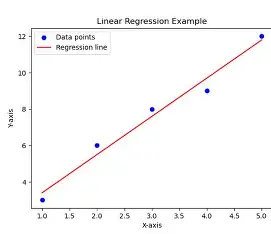 Linear Regression Example
Data points
Regression line
12
10
8
6
4
Y-axis
1.0 1.5 2.0 2.5 3.0 3.5 4.0 4.5 5.0
X-axis